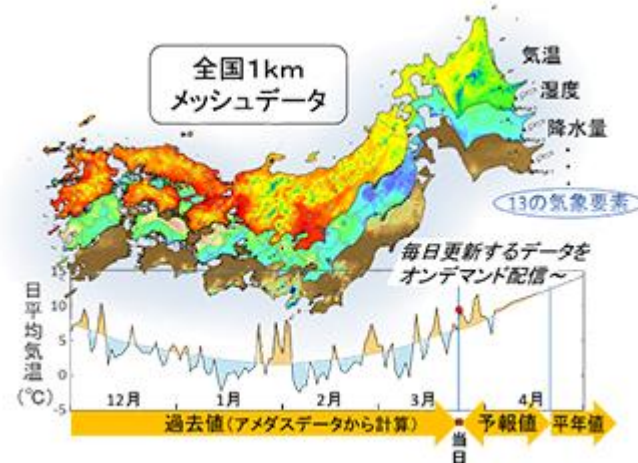 全国1km
メッシュデータ
気温
湿度
降水量
13の気象要素
毎日更新するデータを
オンデマンド配信～
日平均気温
(℃)
15
10
5
0
-5
12月
1月
2月
3月
4月
過去値(アメダスデータから計算)
当日
予報値
平年値